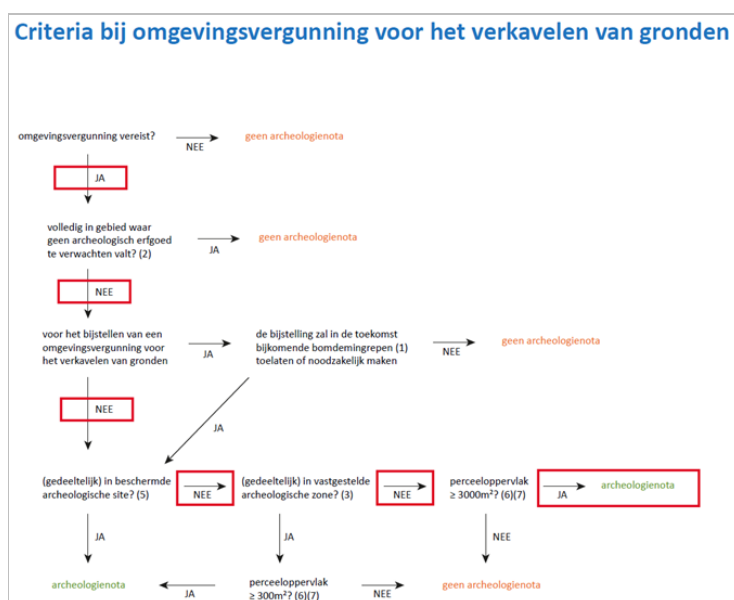 Criteria bij omgevingsvergunning voor het verkavelen van gronden
omgevingsvergunning vereist?
NEE
geen archeologienota
JA
volledig in gebied waar
geen archeologisch erfgoed
te verwachten valt? (2)
JA
geen archeologienota
NEE
voor het bijstellen van een
omgevingsvergunning voor
het verkavelen van gronden
JA
de bijstelling zal in de toekomst
bijkomende bomdemingrepen (1)
toelaten of noodzakelijk maken
NEE
geen archeologienota
NEE
JA
(gedeeltelijk) in beschermde
archeologische site? (5)
NEE
(gedeeltelijk) in vastgestelde
archeologische zone? (3)
NEE
perceeloppervlak
≥ 3000m²? (6)(7)
JA
archeologienota
JA
JA
NEE
archeologienota
JA
perceeloppervlak
≥ 300m²? (6)(7)
NEE
geen archeologienota